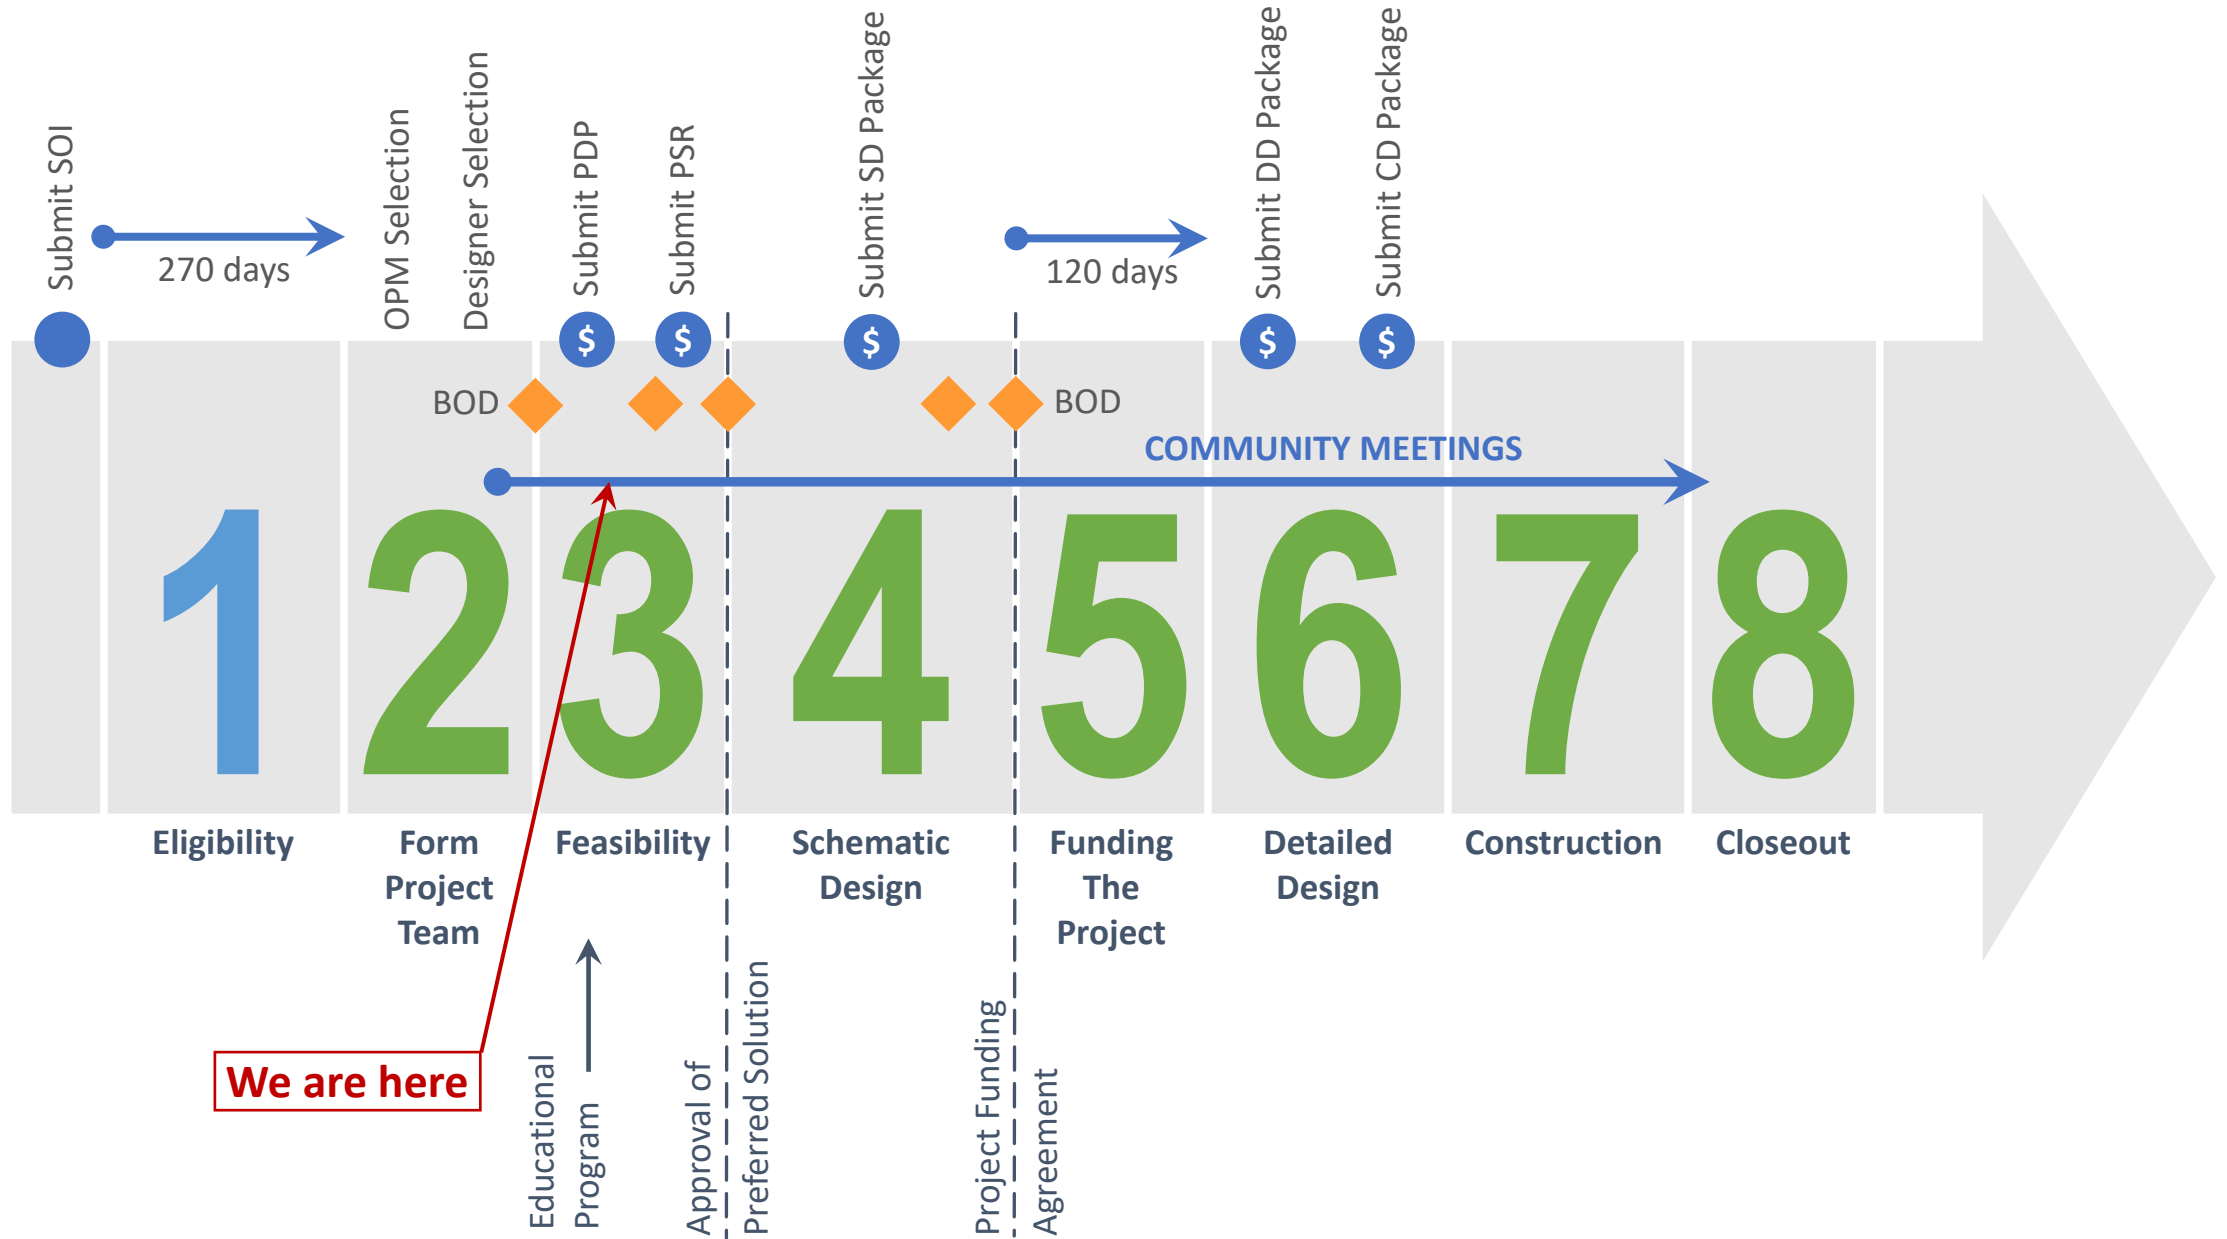 Submit SOI
270 days
OPM Selection
Designer Selection
Submit PDP
Submit PSR
Submit SD Package
120 days
Submit DD Package
Submit CD Package
$
$
$
$
$
BOD
BOD
COMMUNITY MEETINGS
1
2
3
4
5
6
7
8
Eligibility
Form
Project
Team
Feasibility
Schematic
Design
Funding
The
Project
Detailed
Design
Construction
Closeout
We are here
Educational
Program
Approval of
Preferred Solution
Project Funding
Agreement